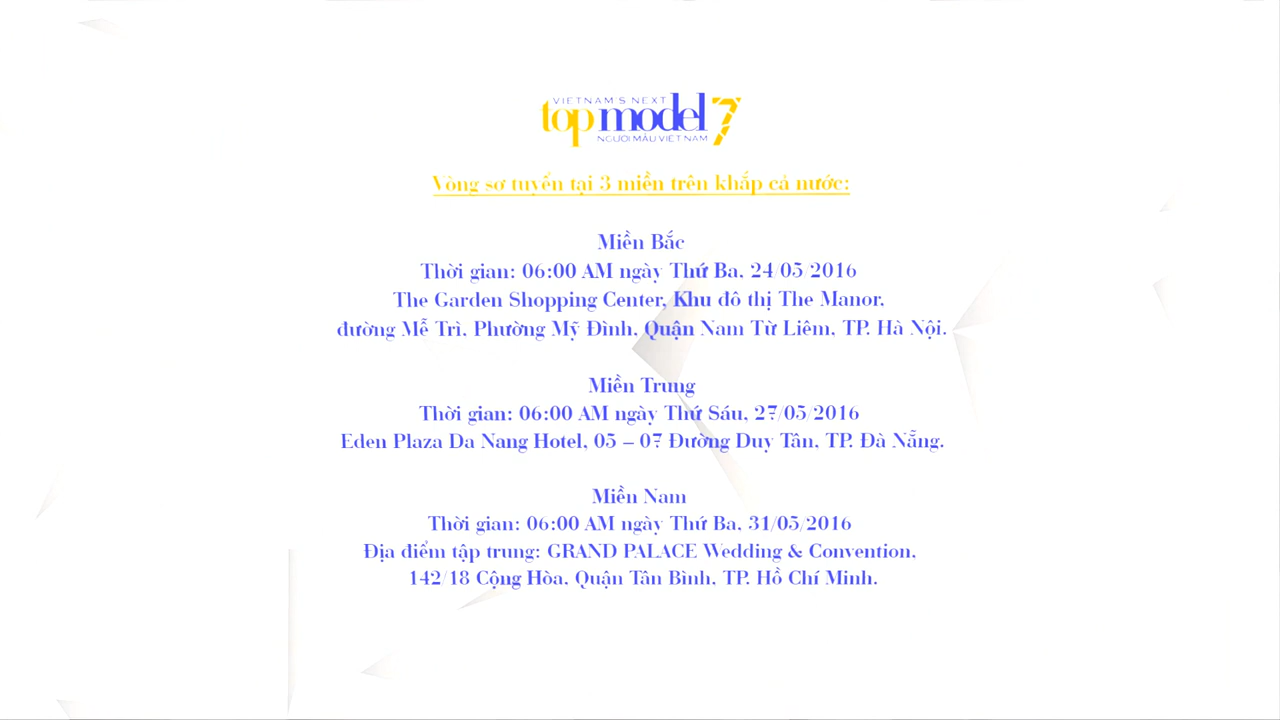 VIETNAM'S NEXT
top model 7
NGƯỜI MẪU VIỆT NAM
Vòng sơ tuyển tại 3 miền trên khắp cả nước:
Miền Bắc
Thời gian: 06:00 AM ngày Thứ Ba, 24/05/2016
The Garden Shopping Center, Khu đô thị The Manor,
đường Mễ Trì, Phường Mỹ Đình, Quận Nam Từ Liêm, TP. Hà Nội.
Miền Trung
Thời gian: 06:00 AM ngày Thứ Sáu, 27/05/2016
Eden Plaza Da Nang Hotel, 05 – 07 Đường Duy Tân, TP. Đà Nẵng.
Miền Nam
Thời gian: 06:00 AM ngày Thứ Ba, 31/05/2016
Địa điểm tập trung: GRAND PALACE Wedding & Convention,
142/18 Cộng Hòa, Quận Tân Bình, TP. Hồ Chí Minh.